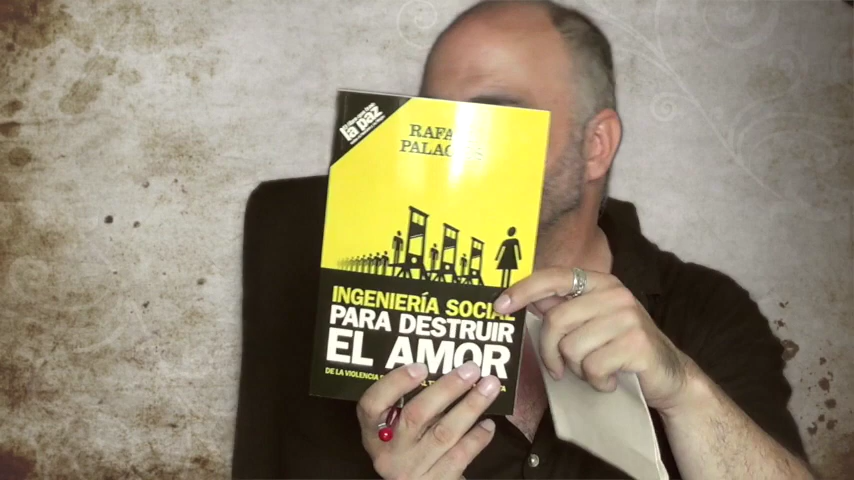 la paz
RAFA
PALAC
INGENIERÍA SOCIAL
PARA DESTRUIR
EL AMOR
DE LA VIOLENCIA